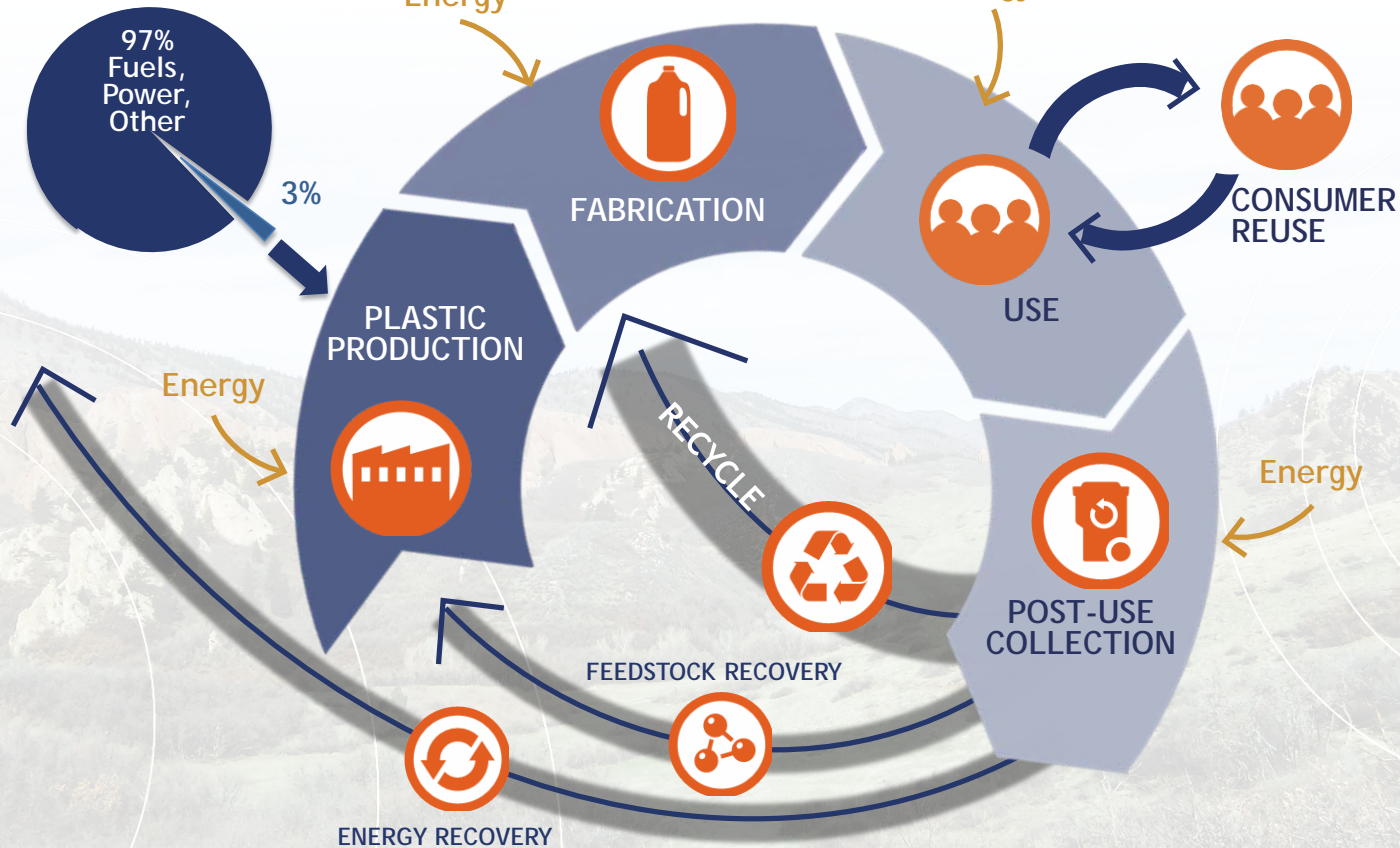 Energy
97%
Fuels,
Power,
Other
3%
FABRICATION
CONSUMER
REUSE
USE
PLASTIC
PRODUCTION
Energy
RECYCLE
Energy
POST-USE
COLLECTION
FEEDSTOCK RECOVERY
ENERGY RECOVERY